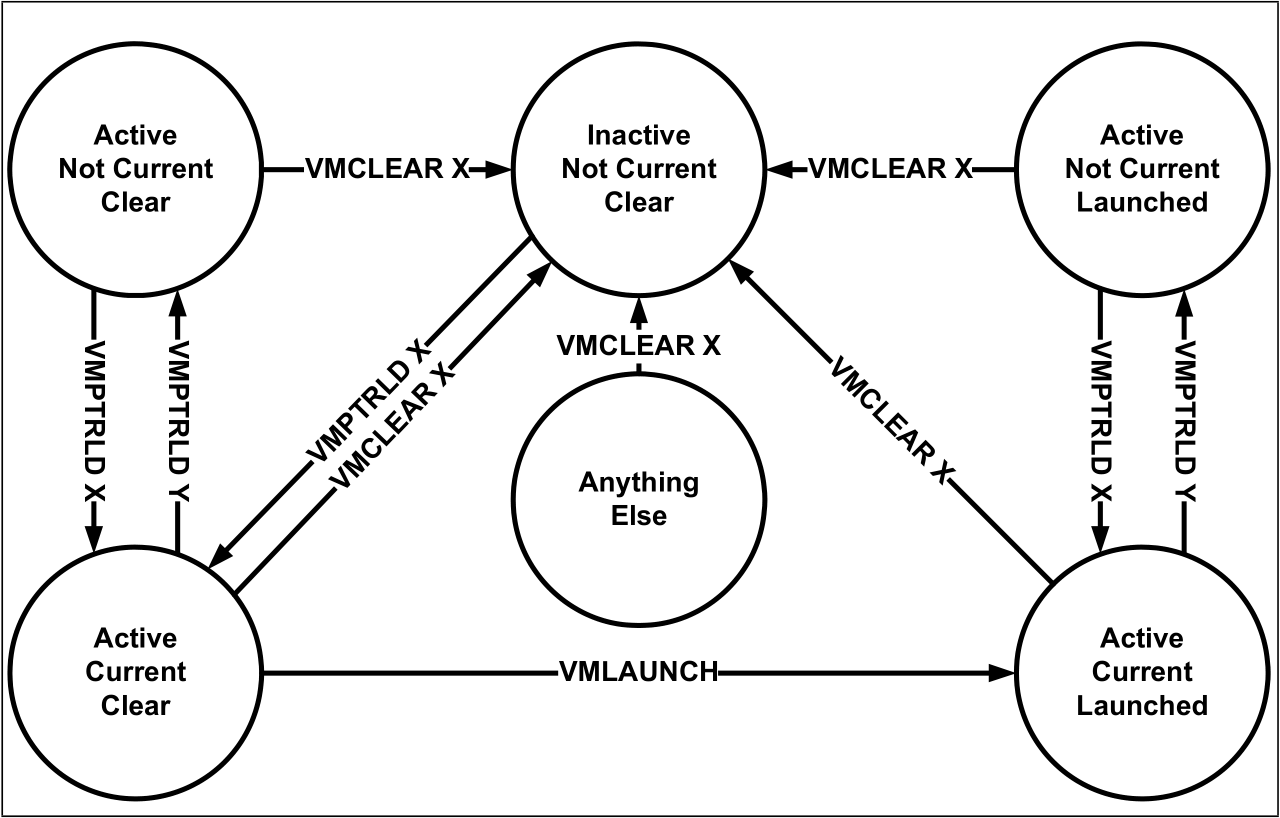 Active
Not Current
Clear
VMCLEAR X
Inactive
Not Current
Clear
VMCLEAR X
Active
Not Current
Launched
VMPTRLD X
VMPTRLD Y
VMPTRLD X
VMCLEAR X
VMCLEAR X
Anything
Else
VMCLEAR X
VMPTRLD X
VMPTRLD Y
Active
Current
Clear
VMLAUNCH
Active
Current
Launched